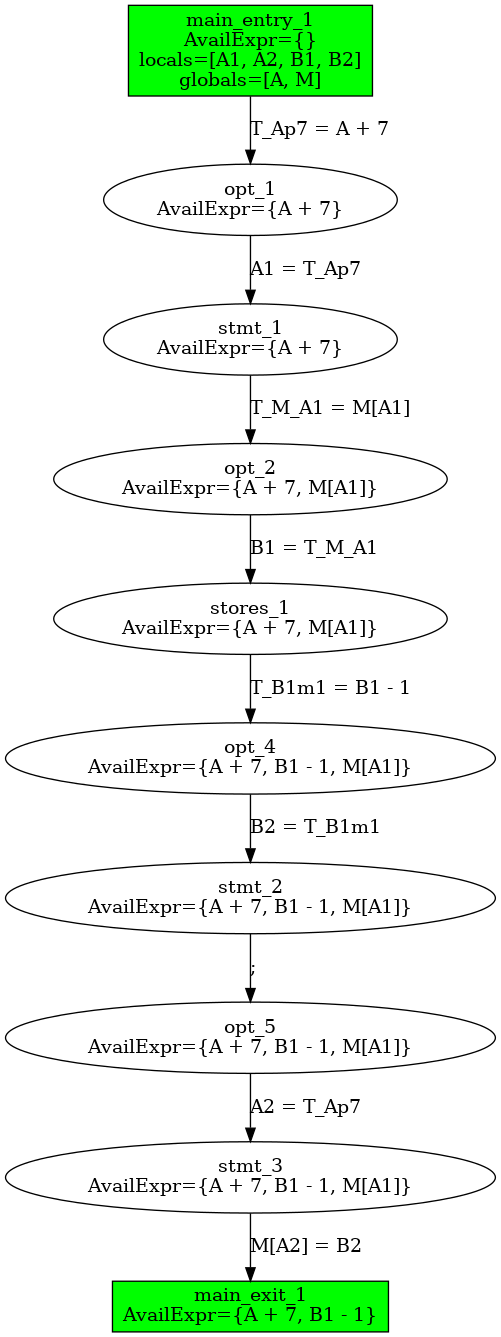 main_entry_1
AvailExpr={}
locals=[A1, A2, B1, B2]
globals=[A, M]
T_Ap7 = A + 7
opt_1
AvailExpr={A + 7}
A1 = T_Ap7
stmt_1
AvailExpr={A + 7}
T_M_A1 = M[A1]
opt_2
AvailExpr={A + 7, M[A1]}
B1 = T_M_A1
stores_1
AvailExpr={A + 7, M[A1]}
T_B1m1 = B1 - 1
opt_4
AvailExpr={A + 7, B1 - 1, M[A1]}
B2 = T_B1m1
stmt_2
AvailExpr={A + 7, B1 - 1, M[A1]}
;
opt_5
AvailExpr={A + 7, B1 - 1, M[A1]}
A2 = T_Ap7
stmt_3
AvailExpr={A + 7, B1 - 1, M[A1]}
M[A2] = B2
main_exit_1
AvailExpr={A + 7, B1 - 1}